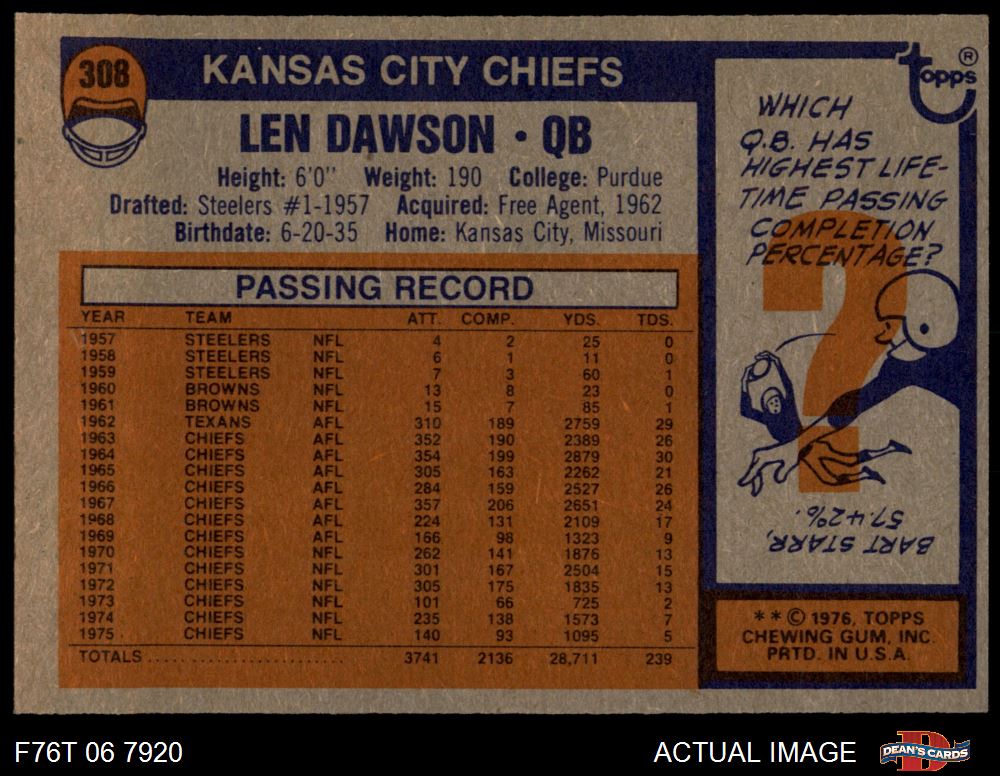 308
KANSAS CITY CHIEFS
LEN DAWSON • QB
Height: 6'0" Weight: 190 College: Purdue
Drafted: Steelers #1-1957 Acquired: Free Agent, 1962
Birthdate: 6-20-35 Home: Kansas City, Missouri
PASSING RECORD
YEAR TEAM ATT. COMP. YDS. TDS.
1957 STEELERS NFL 4 2 25 0
1958 STEELERS NFL 6 1 11 0
1959 STEELERS NFL 7 3 60 1
1960 BROWNS NFL 13 8 23 0
1961 BROWNS NFL 15 7 85 1
1962 TEXANS AFL 310 189 2759 29
1963 CHIEFS AFL 352 190 2389 26
1964 CHIEFS AFL 354 199 2879 30
1965 CHIEFS AFL 305 163 2262 21
1966 CHIEFS AFL 284 159 2527 26
1967 CHIEFS AFL 357 206 2651 24
1968 CHIEFS AFL 224 131 2109 17
1969 CHIEFS AFL 166 98 1323 9
1970 CHIEFS NFL 262 141 1876 13
1971 CHIEFS NFL 301 167 2504 15
1972 CHIEFS NFL 305 175 1835 13
1973 CHIEFS NFL 101 66 725 2
1974 CHIEFS NFL 235 138 1573 7
1975 CHIEFS NFL 140 93 1095 5
TOTALS 3741 2136 28,711 239
topps ®
WHICH
Q.B. HAS
HIGHEST LIFE-
TIME PASSING
COMPLETION
PERCENTAGE?
?
BART STARR,
57.42%.
* * © 1976, TOPPS
CHEWING GUM, INC.
PRTD. IN U.S.A.
F76T 06 7920
ACTUAL IMAGE
D
DEAN'S CARDS